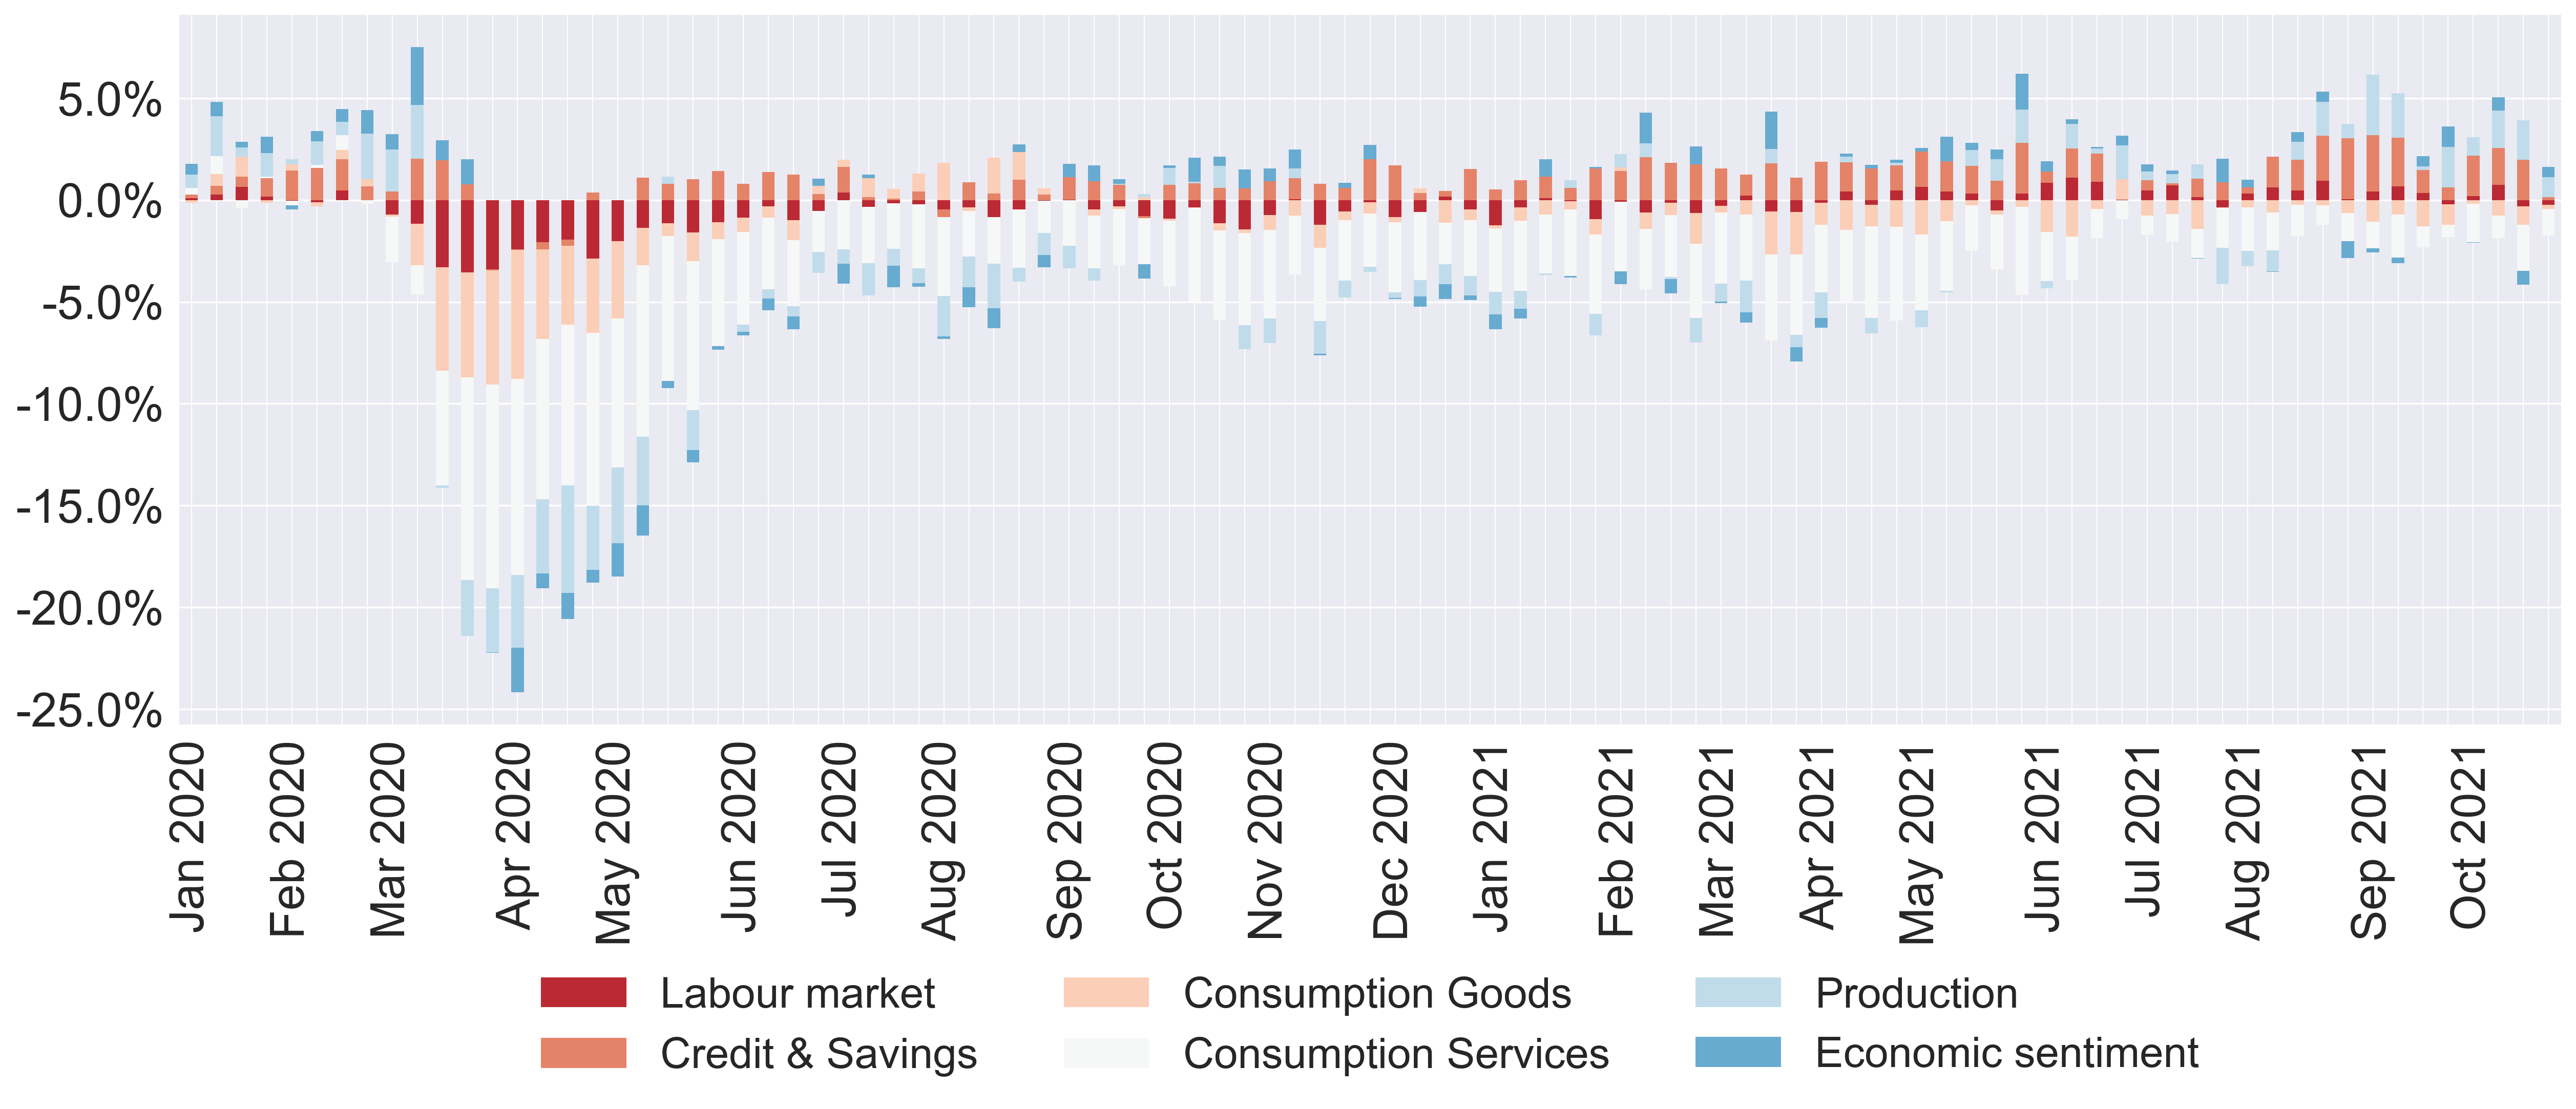 5.0%
0.0%
-5.0%
-10.0%
-15.0%
-20.0%
-25.0%
Jan 2020
Feb 2020
Mar 2020
Apr 2020
May 2020
Jun 2020
Jul 2020
Aug 2020
Sep 2020
Oct 2020
Nov 2020
Dec 2020
Jan 2021
Feb 2021
Mar 2021
Apr 2021
May 2021
Jun 2021
Jul 2021
Aug 2021
Sep 2021
Oct 2021
Labour market
Consumption Goods
Production
Credit & Savings
Consumption Services
Economic sentiment